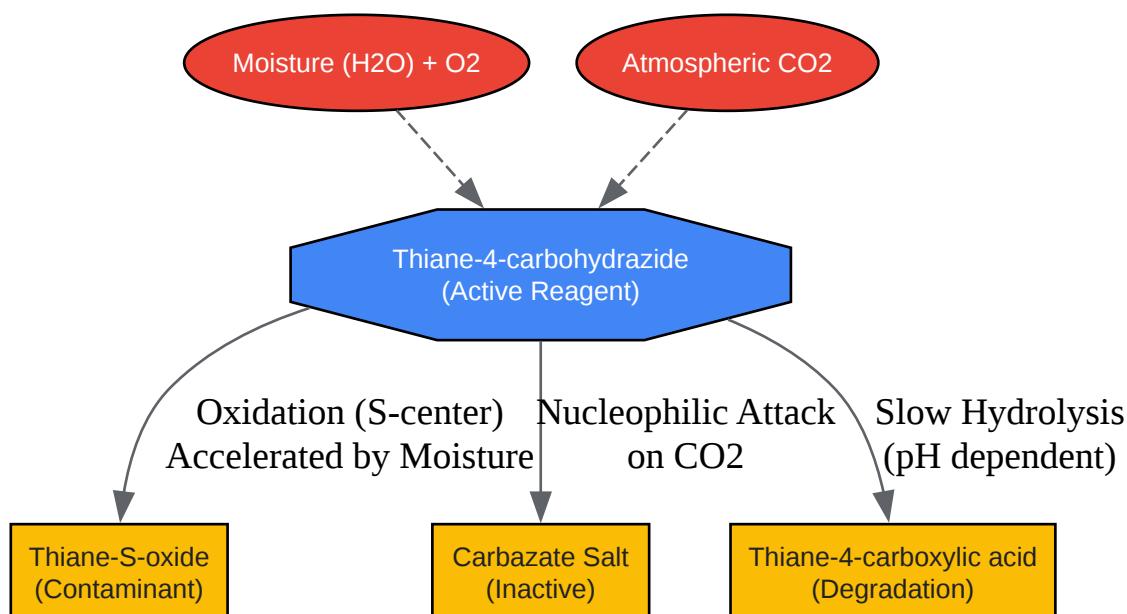 Moisture (H2O) + O2
Atmospheric CO2
Thiane-4-carbohydrazide
(Active Reagent)
Oxidation (S-center)
Accelerated by Moisture
Nucleophilic Attack
on CO2
Slow Hydrolysis
(pH dependent)
Thiane-S-oxide
(Contaminant)
Carbazate Salt
(Inactive)
Thiane-4-carboxylic acid
(Degradation)